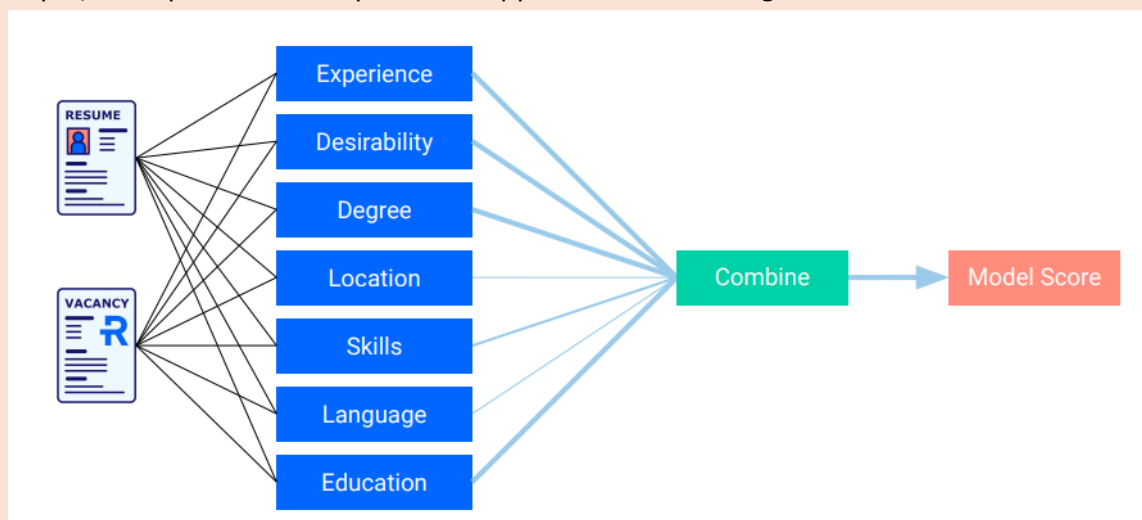 RESUME
VACANCY
R
Experience
Desirability
Degree
Location
Skills
Language
Education
Combine
Model Score